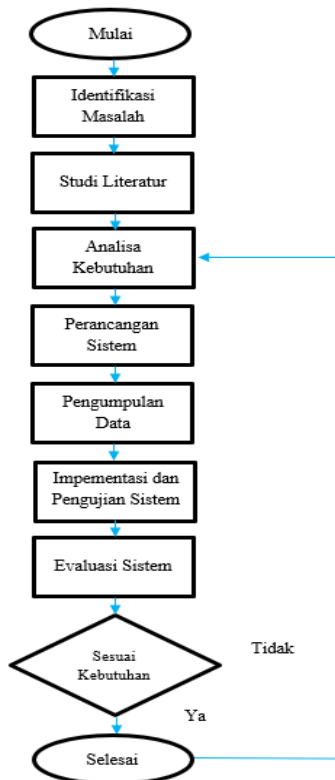 Mulai
Identifikasi
Masalah
Studi Literatur
Analisa
Kebutuhan
Perancangan
Sistem
Pengumpulan
Data
Impementasi dan
Pengujian Sistem
Evaluasi Sistem
Sesuai
Kebutuhan
Tidak
Ya
Selesai